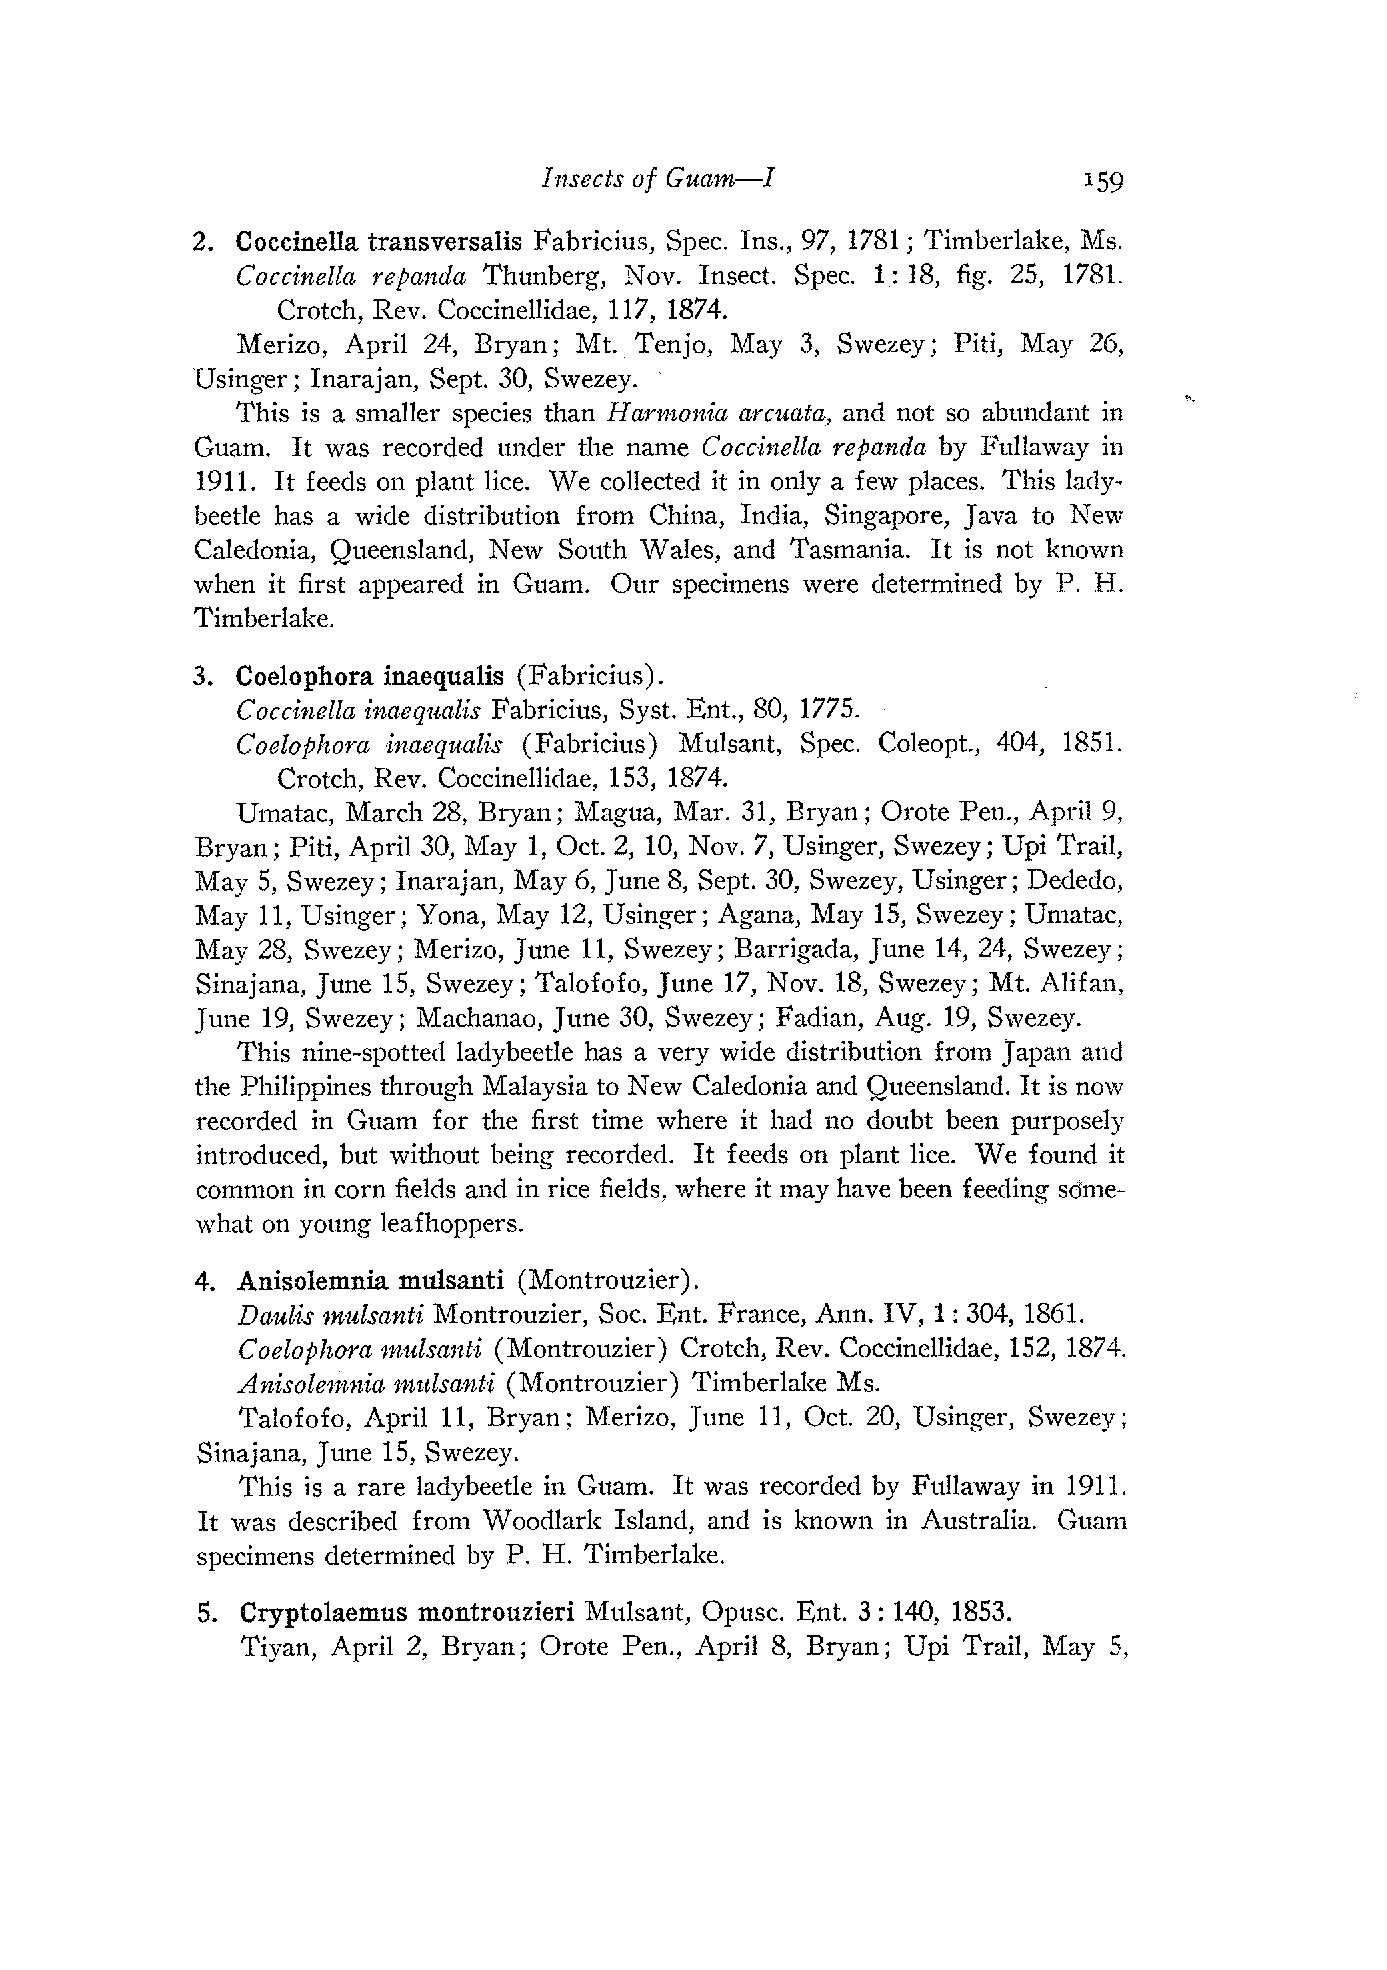 Insects of Guam—I 159
2. Coccinella transversalis Fabricius, Spec. Ins., 97, 1781; Timberlake, Ms.
Coccinella repanda Thunberg, Nov. Insect. Spec. 1: 18, fig. 25, 1781.
Crotch, Rev. Coccinellidae, 117, 1874.
Merizo, April 24, Bryan; Mt. Tenjo, May 3, Swezey; Piti, May 26,
Usinger; Inarajan, Sept. 30, Swezey.
This is a smaller species than Harmonia arcuata, and not so abundant in
Guam. It was recorded under the name Coccinella repanda by Fullaway in
1911. It feeds on plant lice. We collected it in only a few places. This lady-
beetle has a wide distribution from China, India, Singapore, Java to New
Caledonia, Queensland, New South Wales, and Tasmania. It is not known
when it first appeared in Guam. Our specimens were determined by P. H.
Timberlake.
3. Coelophora inaequalis (Fabricius).
Coccinella inaequalis Fabricius, Syst. Ent., 80, 1775.
Coelophora inaequalis (Fabricius) Mulsant, Spec. Coleopt., 404, 1851.
Crotch, Rev. Coccinellidae, 153, 1874.
Umatac, March 28, Bryan; Magua, Mar. 31, Bryan; Orote Pen., April 9,
Bryan; Piti, April 30, May 1, Oct. 2, 10, Nov. 7, Usinger, Swezey; Upi Trail,
May 5, Swezey; Inarajan, May 6, June 8, Sept. 30, Swezey, Usinger; Dededo,
May 11, Usinger; Yona, May 12, Usinger; Agana, May 15, Swezey; Umatac,
May 28, Swezey; Merizo, June 11, Swezey; Barrigada, June 14, 24, Swezey;
Sinajana, June 15, Swezey; Talofofo, June 17, Nov. 18, Swezey; Mt. Alifan,
June 19, Swezey; Machanao, June 30, Swezey; Fadian, Aug. 19, Swezey.
This nine-spotted ladybeetle has a very wide distribution from Japan and
the Philippines through Malaysia to New Caledonia and Queensland. It is now
recorded in Guam for the first time where it had no doubt been purposely
introduced, but without being recorded. It feeds on plant lice. We found it
common in corn fields and in rice fields, where it may have been feeding some-
what on young leafhoppers.
4. Anisolemnia mulsanti (Montrouzier).
Daulis mulsanti Montrouzier, Soc. Ent. France, Ann. IV, 1: 304, 1861.
Coelophora mulsanti (Montrouzier) Crotch, Rev. Coccinellidae, 152, 1874.
Anisolemnia mulsanti (Montrouzier) Timberlake Ms.
Talofofo, April 11, Bryan; Merizo, June 11, Oct. 20, Usinger, Swezey;
Sinajana, June 15, Swezey.
This is a rare ladybeetle in Guam. It was recorded by Fullaway in 1911.
It was described from Woodlark Island, and is known in Australia. Guam
specimens determined by P. H. Timberlake.
5. Cryptolaemus montrouzieri Mulsant, Opusc. Ent. 3: 140, 1853.
Tiyan, April 2, Bryan; Orote Pen., April 8, Bryan; Upi Trail, May 5,